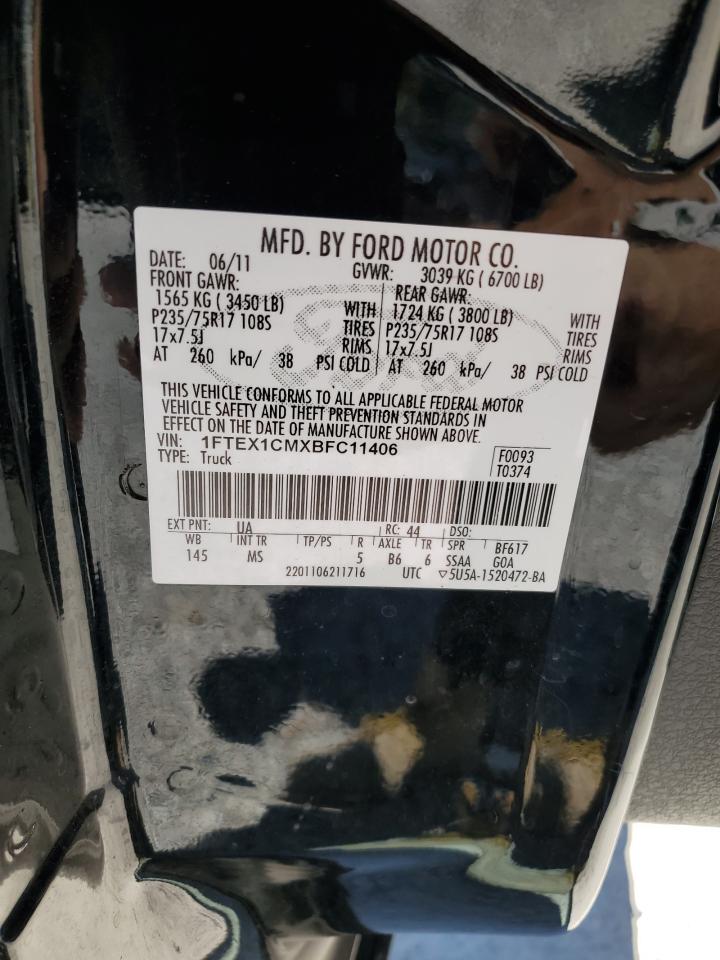 MFD. BY FORD MOTOR CO.
DATE: 06/11 GVWR: 3039 KG ( 6700 LB)
FRONT GAWR: REAR GAWR:
1565 KG ( 3450 LB) WITH 1724 KG ( 3800 LB) WITH
P235/75R17 108S TIRES P235/75R17 108S TIRES
17x7.5J RIMS 17x7.5J RIMS
AT 260 kPa/ 38 PSI COLD AT 260 kPa/ 38 PSI COLD
THIS VEHICLE CONFORMS TO ALL APPLICABLE FEDERAL MOTOR
VEHICLE SAFETY AND THEFT PREVENTION STANDARDS IN
EFFECT ON THE DATE OF MANUFACTURE SHOWN ABOVE.
VIN: 1FTEX1CMXBFC11406
TYPE: Truck
F0093
T0374
EXT PNT: UA RC: 44 DSO:
WB INT TR TP/PS R AXLE TR SPR BF617
145 MS 5 B6 6 SSAA GOA
2201106211716 UTC ▽5U5A-1520472-BA